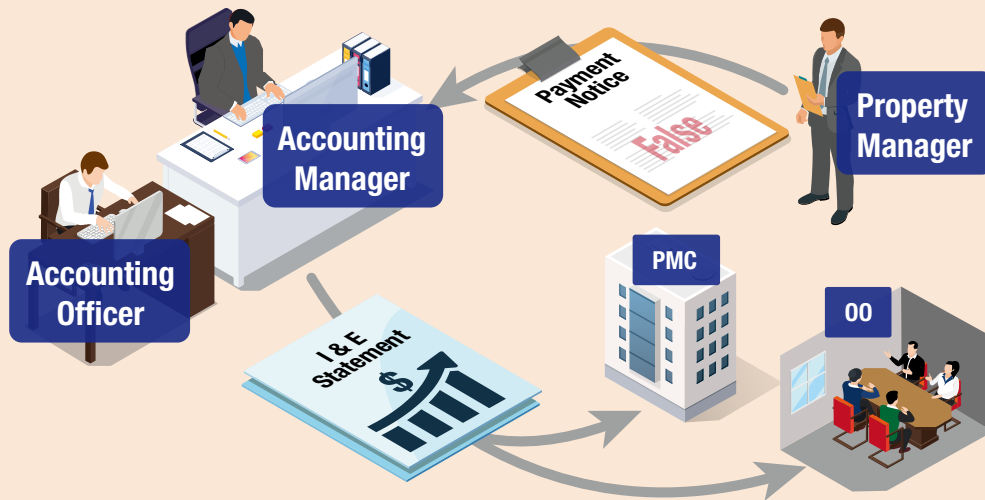 Payment
Notice
False
Property
Manager
Accounting
Manager
Accounting
Officer
PMC
OO
I & E
Statement
$